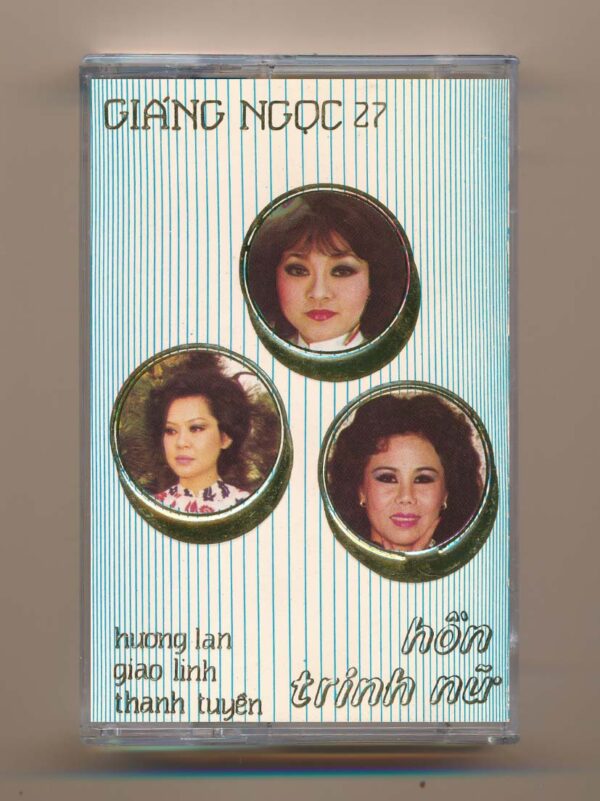 GIÁNG NGỌC 27
hương lan
giao linh
thanh tuyền
hồn
trinh nữ